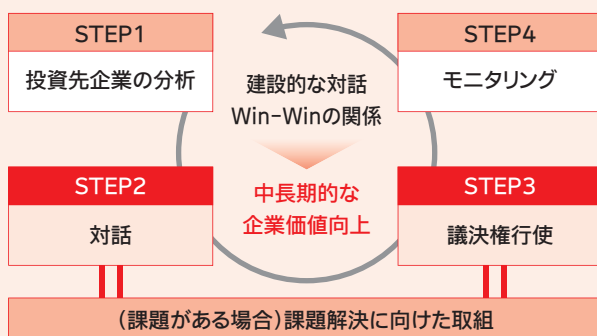 STEP1
投資先企業の分析
STEP4
モニタリング
建設的な対話
Win-Winの関係
中長期的な
企業価値向上
STEP2
対話
STEP3
議決権行使
(課題がある場合)課題解決に向けた取組